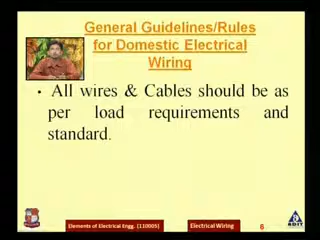 General Guidelines/Rules
for Domestic Electrical
Wiring
• All wires & Cables should be as
per load requirements and
standard.
Elements of Electrical Engg. [110005]
Electrical Wiring
6
ADIT